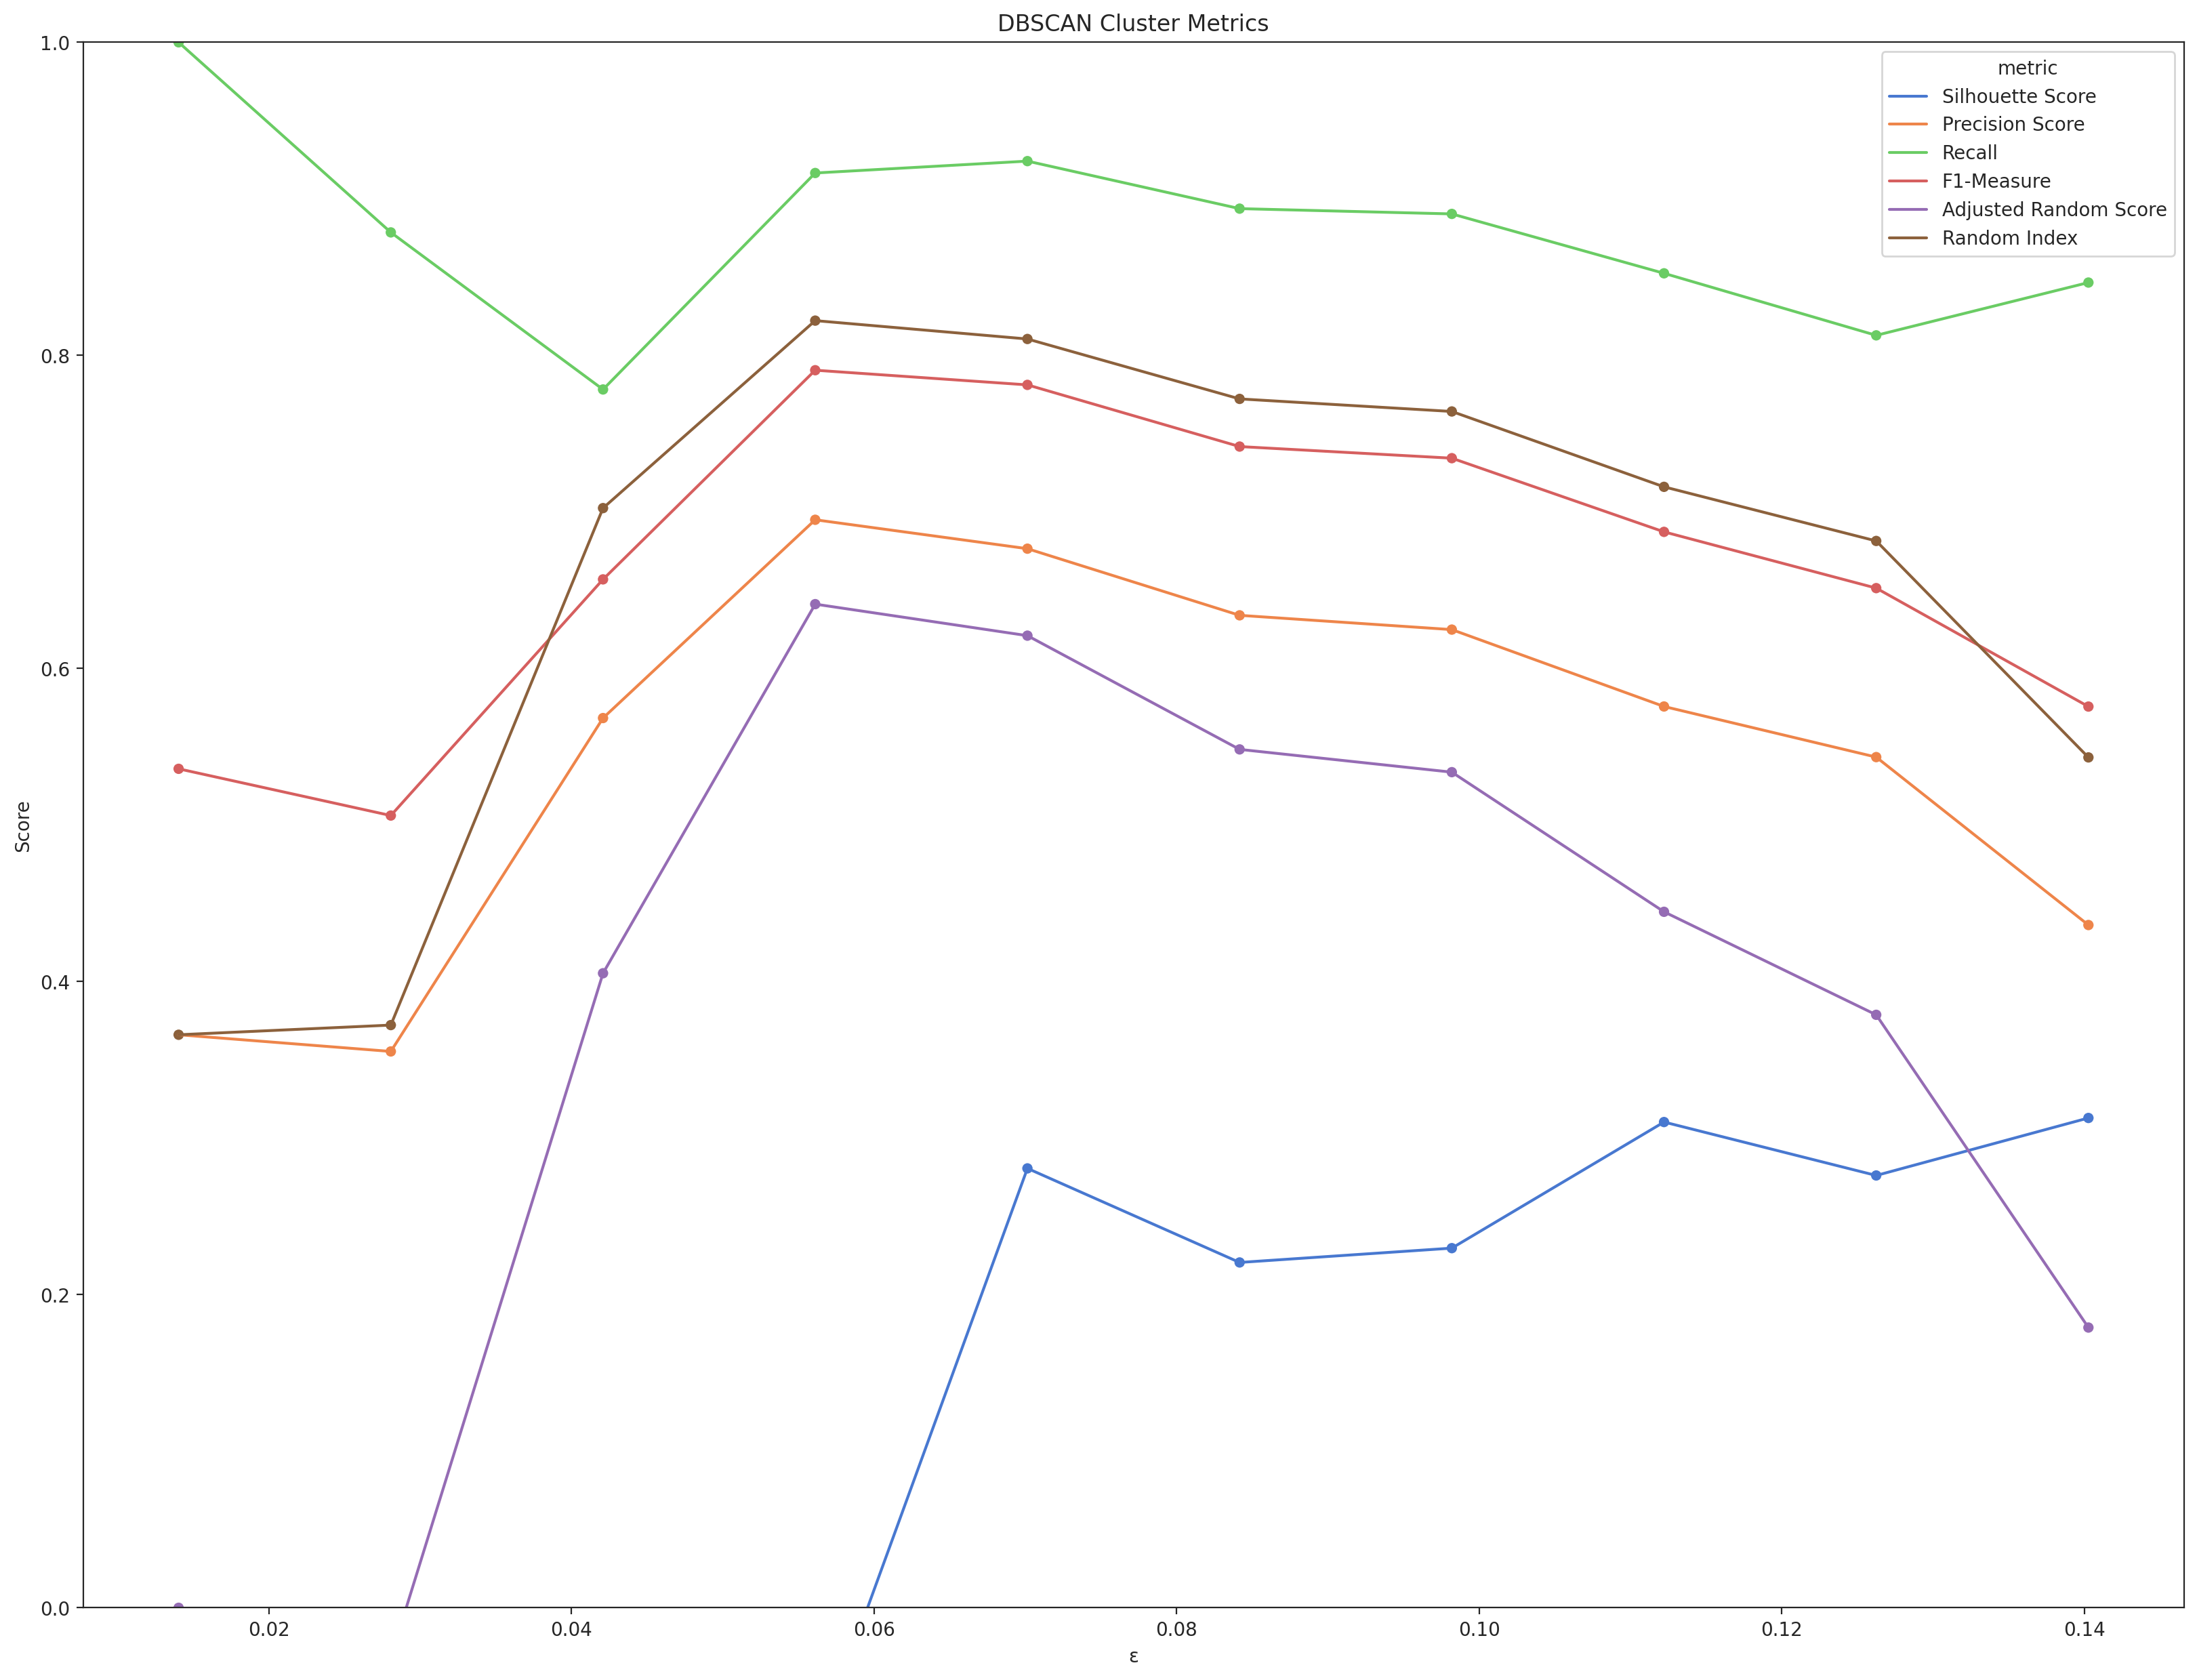 DBSCAN Cluster Metrics
metric
Silhouette Score
Precision Score
Recall
F1-Measure
Adjusted Random Score
Random Index
1.0
0.8
0.6
0.4
0.2
0.0
Score
0.02 0.04 0.06 0.08 0.10 0.12 0.14
ε